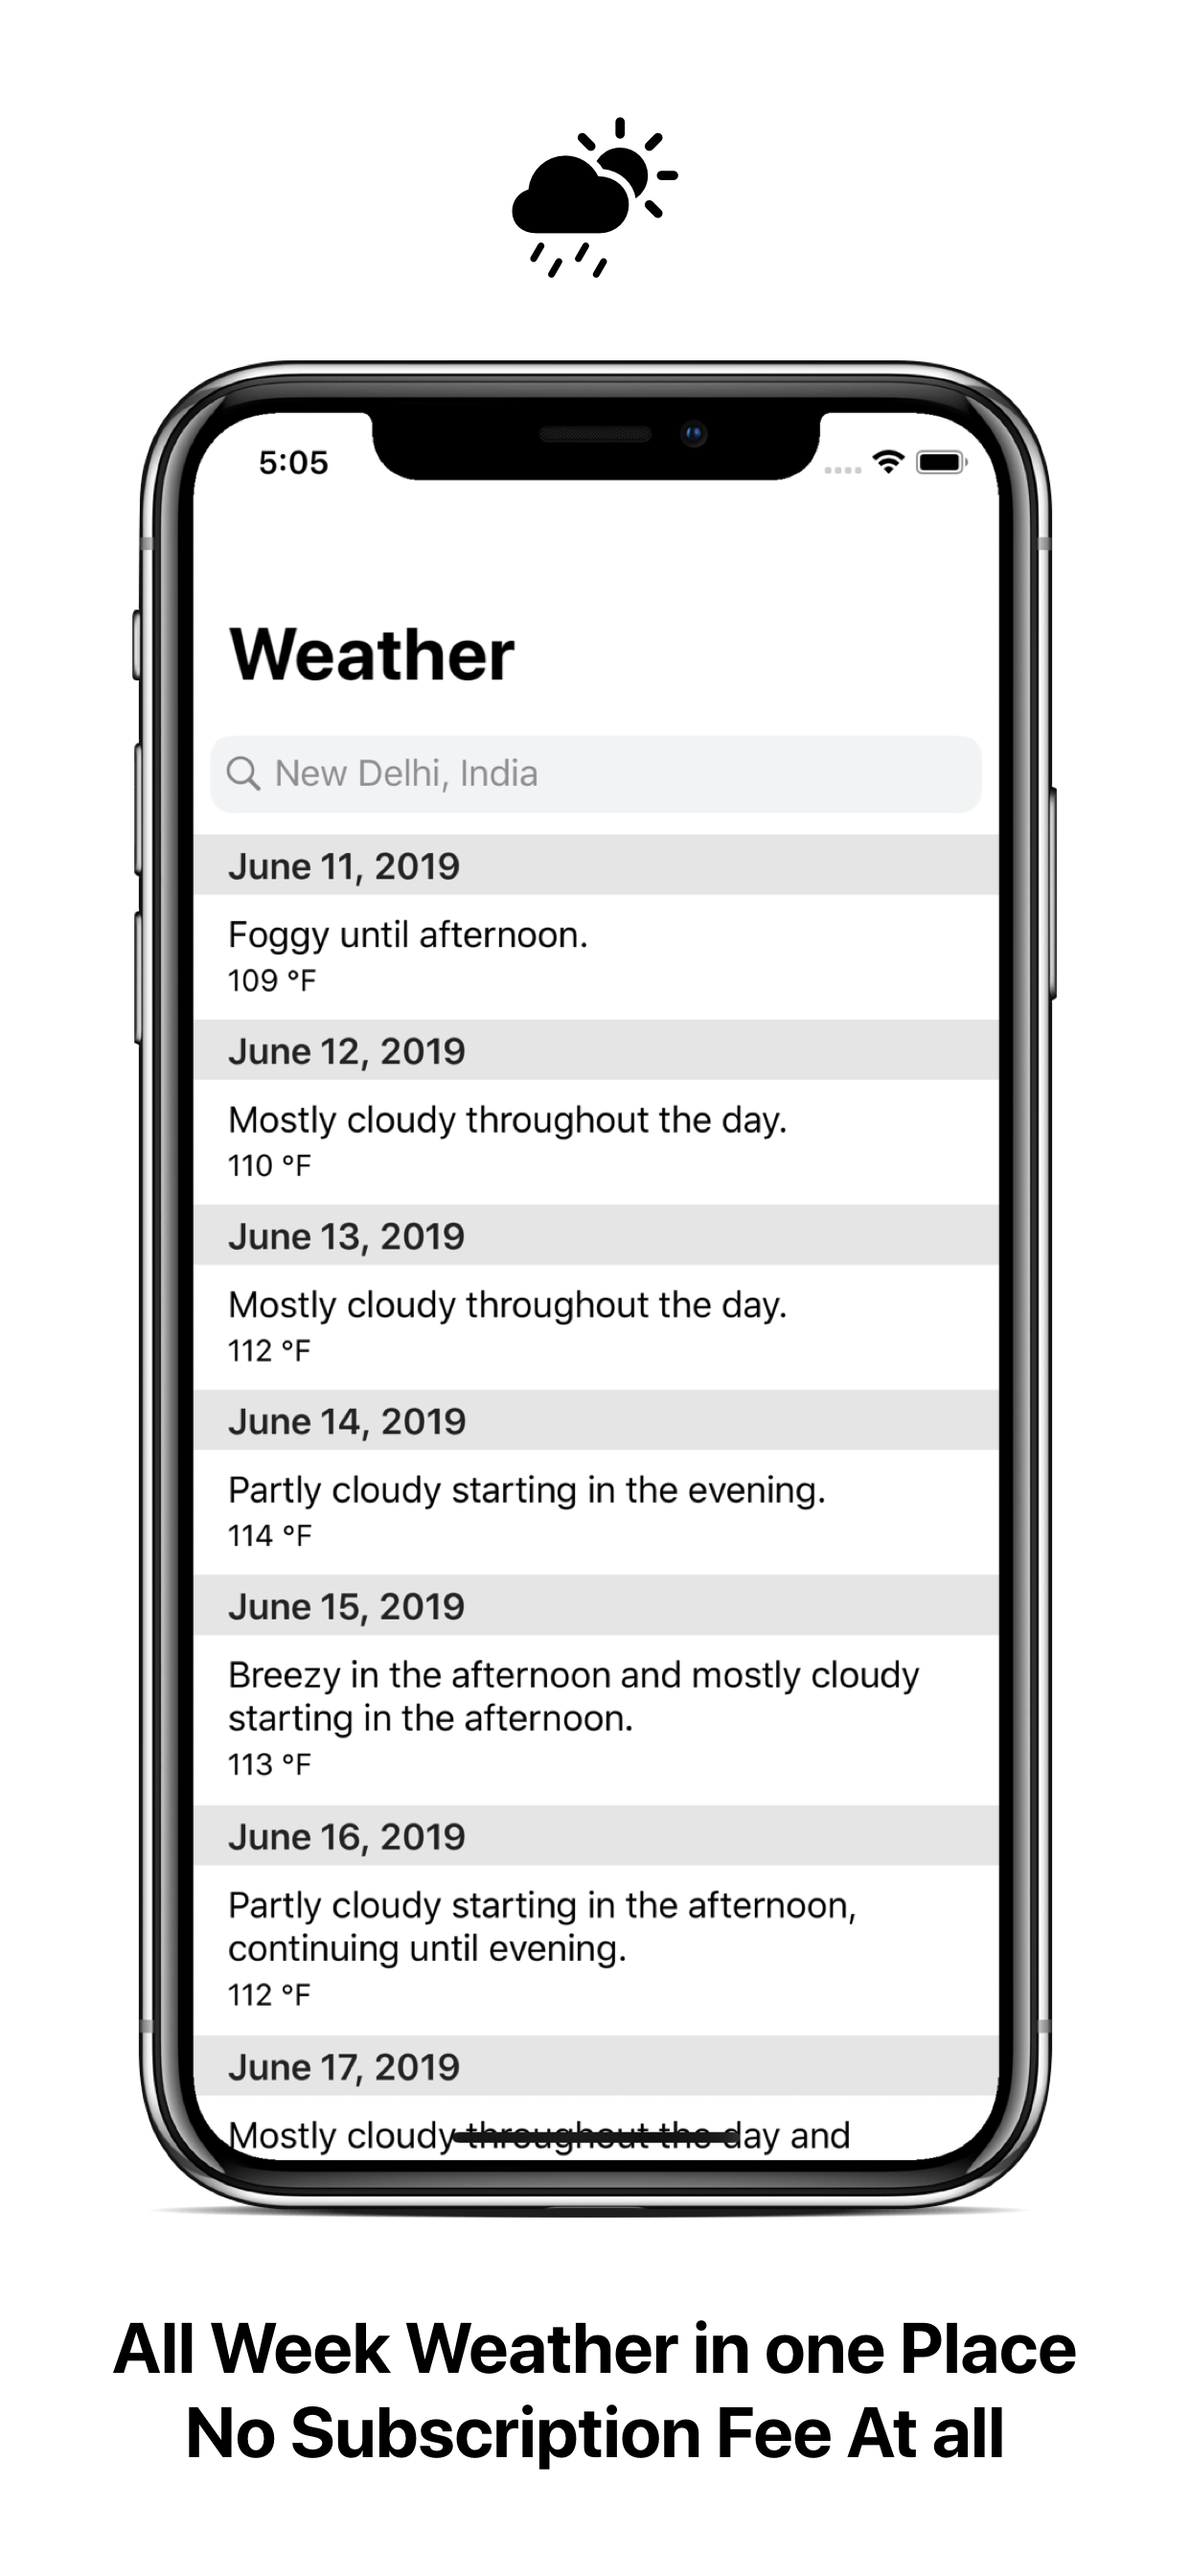 5:05
Weather
New Delhi, India
June 11, 2019
Foggy until afternoon.
109 °F
June 12, 2019
Mostly cloudy throughout the day.
110 °F
June 13, 2019
Mostly cloudy throughout the day.
112 °F
June 14, 2019
Partly cloudy starting in the evening.
114 °F
June 15, 2019
Breezy in the afternoon and mostly cloudy
starting in the afternoon.
113 °F
June 16, 2019
Partly cloudy starting in the afternoon,
continuing until evening.
112 °F
June 17, 2019
Mostly cloudy throughout the day and
All Week Weather in one Place
No Subscription Fee At all